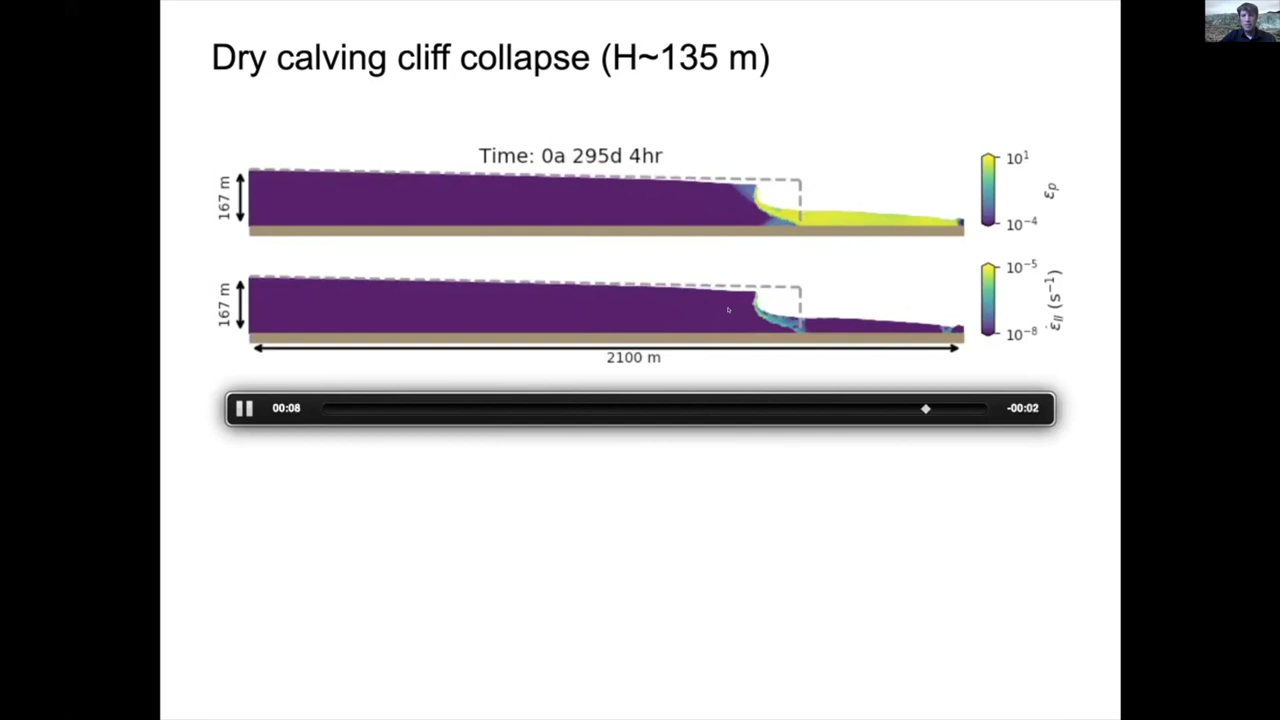 Dry calving cliff collapse (H~135 m)
Time: 0a 295d 4hr
167 m
10¹
10⁻⁴
εₚ
167 m
10⁻⁵
10⁻⁸
ε̇ᵢᵢ (s⁻¹)
2100 m
00:08
-00:02